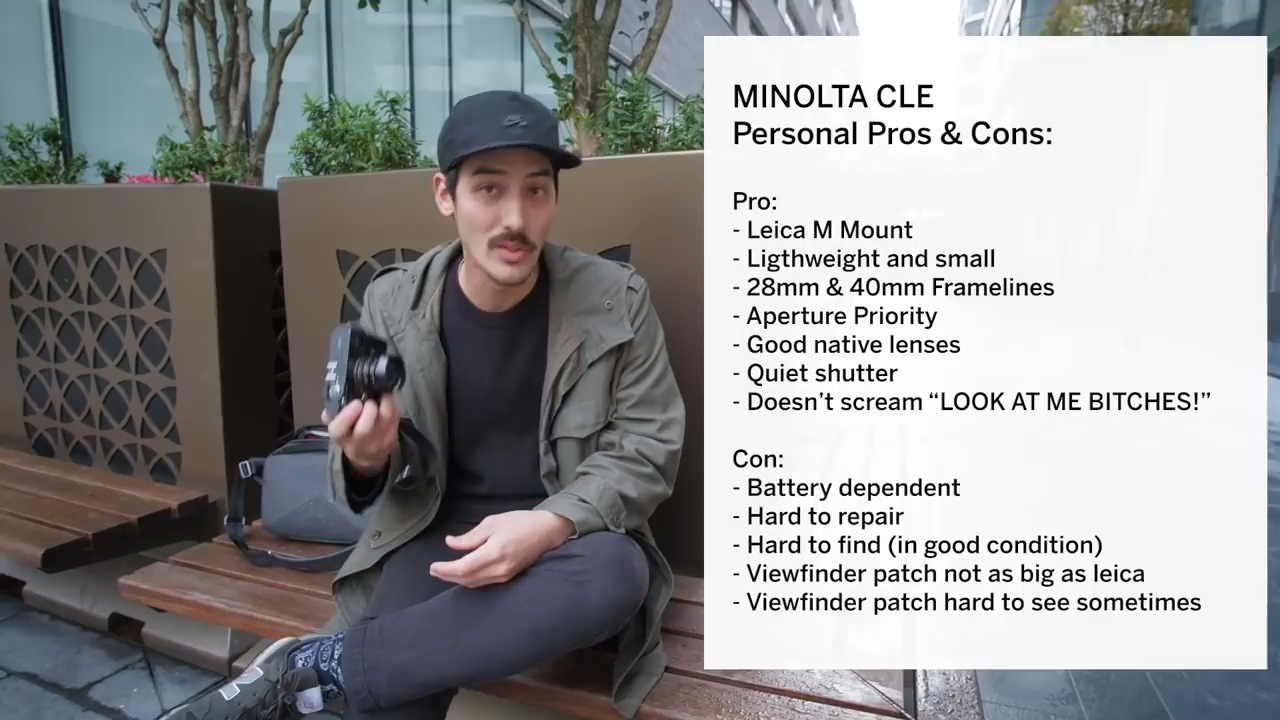 MINOLTA CLE
Personal Pros & Cons:
Pro:
- Leica M Mount
- Ligthweight and small
- 28mm & 40mm Framelines
- Aperture Priority
- Good native lenses
- Quiet shutter
- Doesn’t scream “LOOK AT ME BITCHES!”
Con:
- Battery dependent
- Hard to repair
- Hard to find (in good condition)
- Viewfinder patch not as big as leica
- Viewfinder patch hard to see sometimes